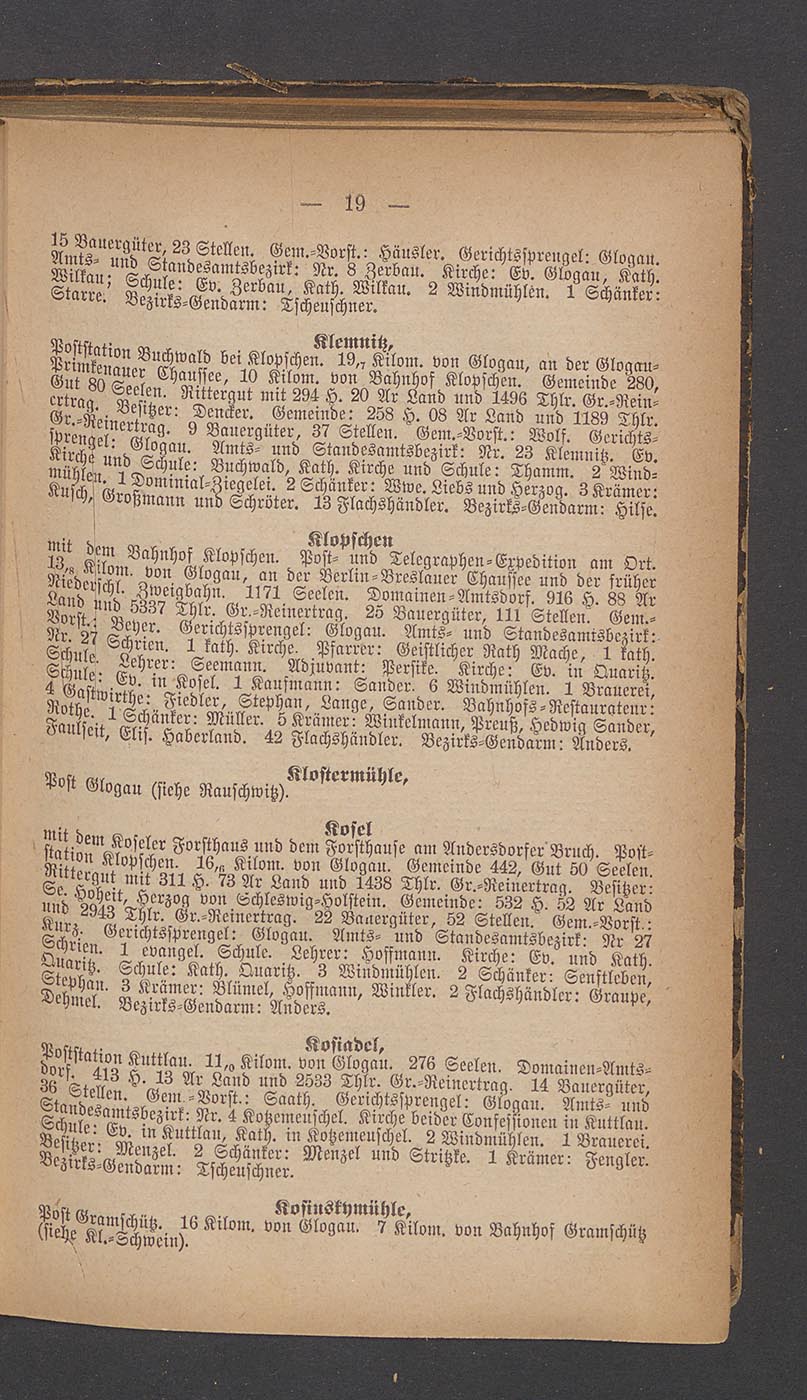 — 19 —
15 Bauergüter, 23 Stellen. Gem.-Vorst.: Häusler. Gerichtssprengel: Glogau.
Amts- und Standesamtsbezirk: Nr. 8 Zerbau. Kirche: Ev. Glogau, Kath.
Wilkau; Schule: Ev. Zerbau, Kath. Wilkau. 2 Windmühlen. 1 Schänker:
Starre. Bezirks-Gendarm: Tscheuschner.
Klemnitz,
Poststation Buchwald bei Klopschen. 19,7 Kilom. von Glogau, an der Glogau-
Primkenauer Chaussee, 10 Kilom. von Bahnhof Klopschen. Gemeinde 280,
Gut 80 Seelen. Rittergut mit 294 H. 20 Ar Land und 1496 Thlr. Gr.-Rein-
ertrag. Besitzer: Dencker. Gemeinde: 258 H. 08 Ar Land und 1189 Thlr.
Gr.-Reinertrag. 9 Bauergüter, 37 Stellen. Gem.-Vorst.: Wolf. Gerichts-
sprengel: Glogau. Amts- und Standesamtsbezirk: Nr. 23 Klemnitz. Ev.
Kirche und Schule: Buchwald, Kath. Kirche und Schule: Thamm. 2 Wind-
mühlen. 1 Dominial-Ziegelei. 2 Schänker: Wwe. Liebs und Herzog. 3 Krämer:
Kusch, Großmann und Schröter. 13 Flachshändler. Bezirks-Gendarm: Hilse.
Klopschen
mit dem Bahnhof Klopschen. Post- und Telegraphen-Expedition am Ort.
13,8 Kilom. von Glogau, an der Berlin-Breslauer Chaussee und der früher
Niederschl. Zweigbahn. 1171 Seelen. Domainen-Amtsdorf. 916 H. 88 Ar
Land und 5337 Thlr. Gr.-Reinertrag. 25 Bauergüter, 111 Stellen. Gem.-
Vorst.: Beyer. Gerichtssprengel: Glogau. Amts- und Standesamtsbezirk:
Nr. 27 Schrien. 1 kath. Kirche. Pfarrer: Geistlicher Rath Mache, 1 kath.
Schule. Lehrer: Seemann. Adjuvant: Persike. Kirche: Ev. in Quaritz.
Schule: Ev. in Kosel. 1 Kaufmann: Sander. 6 Windmühlen. 1 Brauerei,
4 Gastwirthe: Fiedler, Stephan, Lange, Sander. Bahnhofs-Restaurateur:
Rothe. 1 Schänker: Müller. 5 Krämer: Winkelmann, Preuß, Hedwig Sander,
Faulseit, Elis. Haberland. 42 Flachshändler. Bezirks-Gendarm: Anders.
Klostermühle,
Post Glogau (siehe Rauschwitz).
Kosel
mit dem Koseler Forsthaus und dem Forsthause am Andersdorfer Bruch. Post-
station Klopschen. 16,6 Kilom. von Glogau. Gemeinde 442, Gut 50 Seelen.
Rittergut mit 311 H. 73 Ar Land und 1438 Thlr. Gr.-Reinertrag. Besitzer:
Se. Hoheit, Herzog von Schleswig-Holstein. Gemeinde: 532 H. 52 Ar Land
und 2943 Thlr. Gr.-Reinertrag. 22 Bauergüter, 52 Stellen. Gem.-Vorst.:
Kurz. Gerichtssprengel: Glogau. Amts- und Standesamtsbezirk: Nr 27
Schrien. 1 evangel. Schule. Lehrer: Hoffmann. Kirche: Ev. und Kath.
Quaritz. Schule: Kath. Quaritz. 3 Windmühlen. 2 Schänker: Senftleben,
Stephan. 3 Krämer: Blümel, Hoffmann, Winkler. 2 Flachshändler: Graupe,
Dehmel. Bezirks-Gendarm: Anders.
Kosiadel,
Poststation Kuttlau. 11,0 Kilom. von Glogau. 276 Seelen. Domainen-Amts-
dorf. 413 H. 13 Ar Land und 2533 Thlr. Gr.-Reinertrag. 14 Bauergüter,
36 Stellen. Gem.-Vorst.: Saath. Gerichtssprengel: Glogau. Amts- und
Standesamtsbezirk: Nr. 4 Kotzemeuschel. Kirche beider Confessionen in Kuttlau.
Schule: Ev. in Kuttlau, Kath. in Kotzemeuschel. 2 Windmühlen. 1 Brauerei.
Besitzer: Menzel. 2 Schänker: Menzel und Stritzke. 1 Krämer: Fengler.
Bezirks-Gendarm: Tscheuschner.
Kosinskymühle,
Post Gramschütz. 16 Kilom. von Glogau. 7 Kilom. von Bahnhof Gramschütz
(siehe Kl.-Schwein).